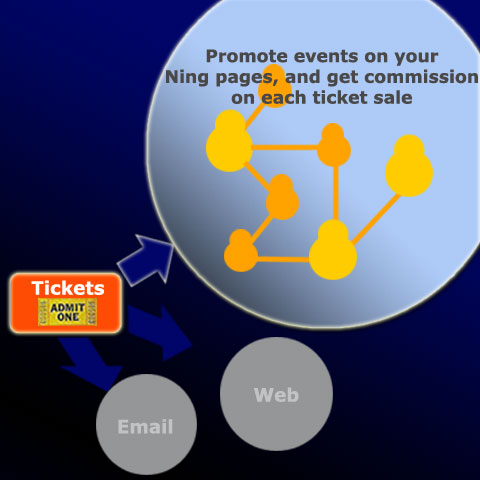 Promote events on your
Ning pages, and get commission
on each ticket sale
Tickets
ADMIT
ONE
Web
Email